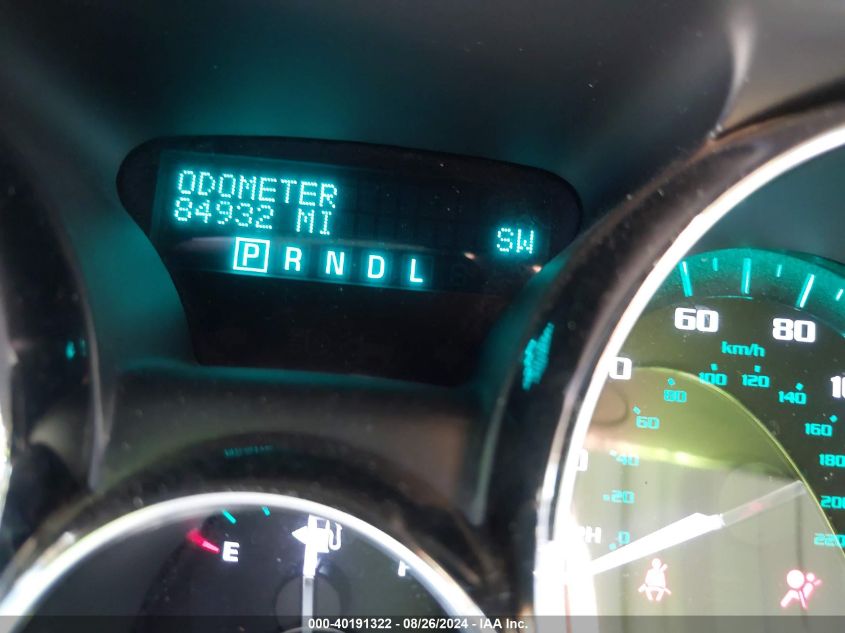 ODOMETER
84932 MI
SW
P R N D L
60 80
km/h
100 120
80 140
60 160
40 180
20 200
0 220
E
000-40191322 - 08/26/2024 - IAA Inc.